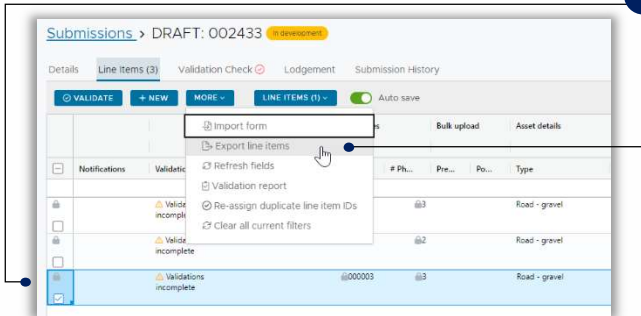 Submissions > DRAFT: 002433 In development
Details Line Items (3) Validation Check Lodgement Submission History
VALIDATE + NEW MORE LINE ITEMS (1) Auto save
Import form
Bulk upload Asset details
Export line items
Notifications # Ph... Pre... Po... Type
Refresh fields
Validation report
Re-assign duplicate line item IDs 3 Road - gravel
Clear all current filters
incomplete
2 Road - gravel
Validations 000003 3 Road - gravel
incomplete